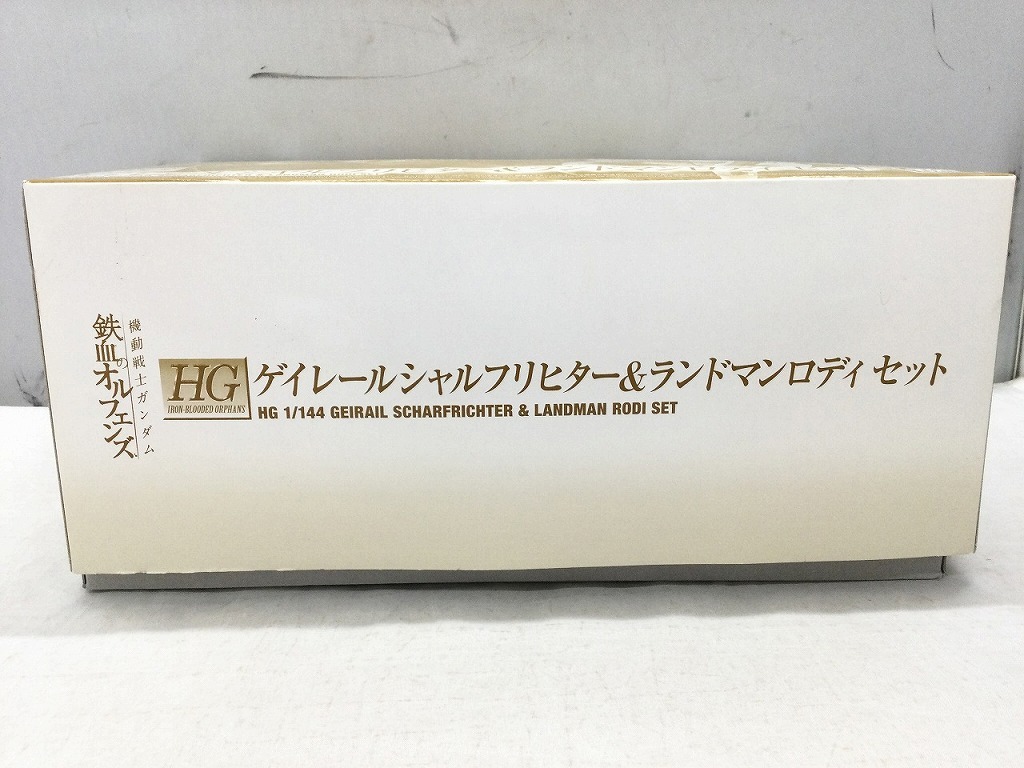 機動戦士ガンダム
鉄血のオルフェンズ
HG
IRON-BLOODED ORPHANS
ゲイレールシャルフリヒター&ランドマンロディ セット
HG 1/144 GEIRAIL SCHARFRICHTER & LANDMAN RODI SET